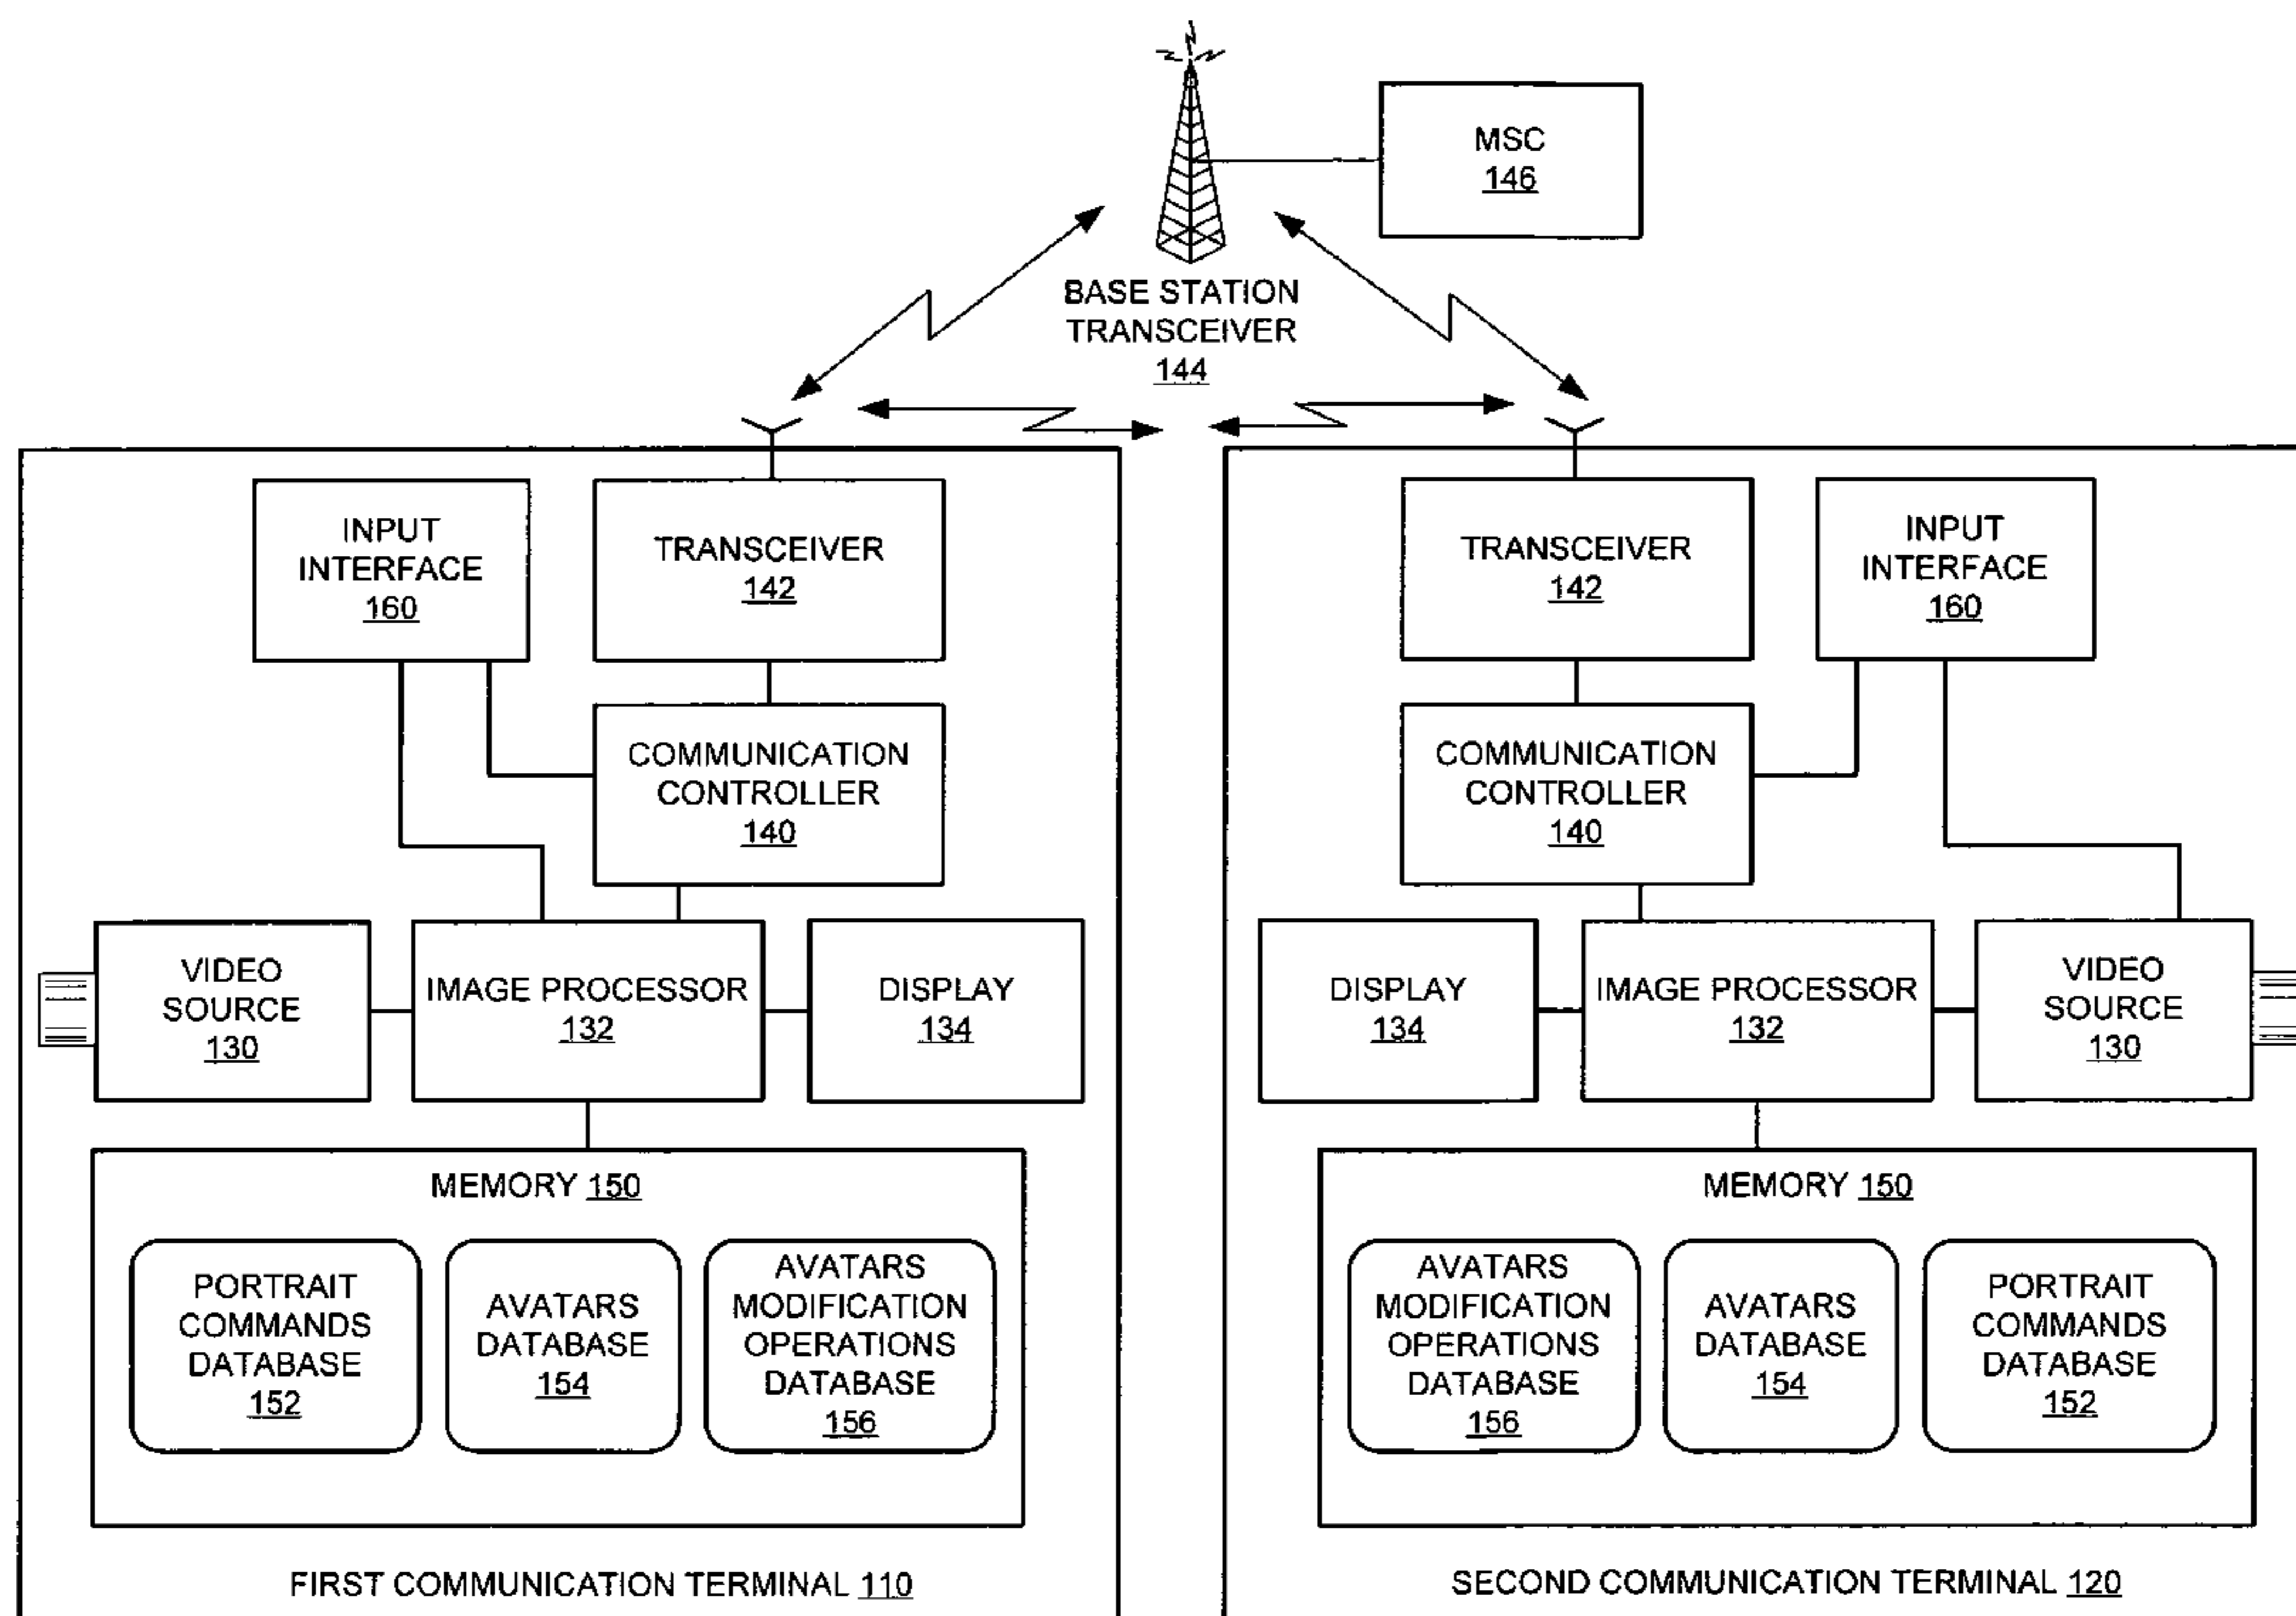 MSC
146
BASE STATION
TRANSCEIVER
144
INPUT
INTERFACE
160
TRANSCEIVER
142
COMMUNICATION
CONTROLLER
140
VIDEO
SOURCE
130
IMAGE PROCESSOR
132
DISPLAY
134
MEMORY 150
PORTRAIT
COMMANDS
DATABASE
152
AVATARS
DATABASE
154
AVATARS
MODIFICATION
OPERATIONS
DATABASE
156
FIRST COMMUNICATION TERMINAL 110
TRANSCEIVER
142
INPUT
INTERFACE
160
COMMUNICATION
CONTROLLER
140
DISPLAY
134
IMAGE PROCESSOR
132
VIDEO
SOURCE
130
MEMORY 150
AVATARS
MODIFICATION
OPERATIONS
DATABASE
156
AVATARS
DATABASE
154
PORTRAIT
COMMANDS
DATABASE
152
SECOND COMMUNICATION TERMINAL 120